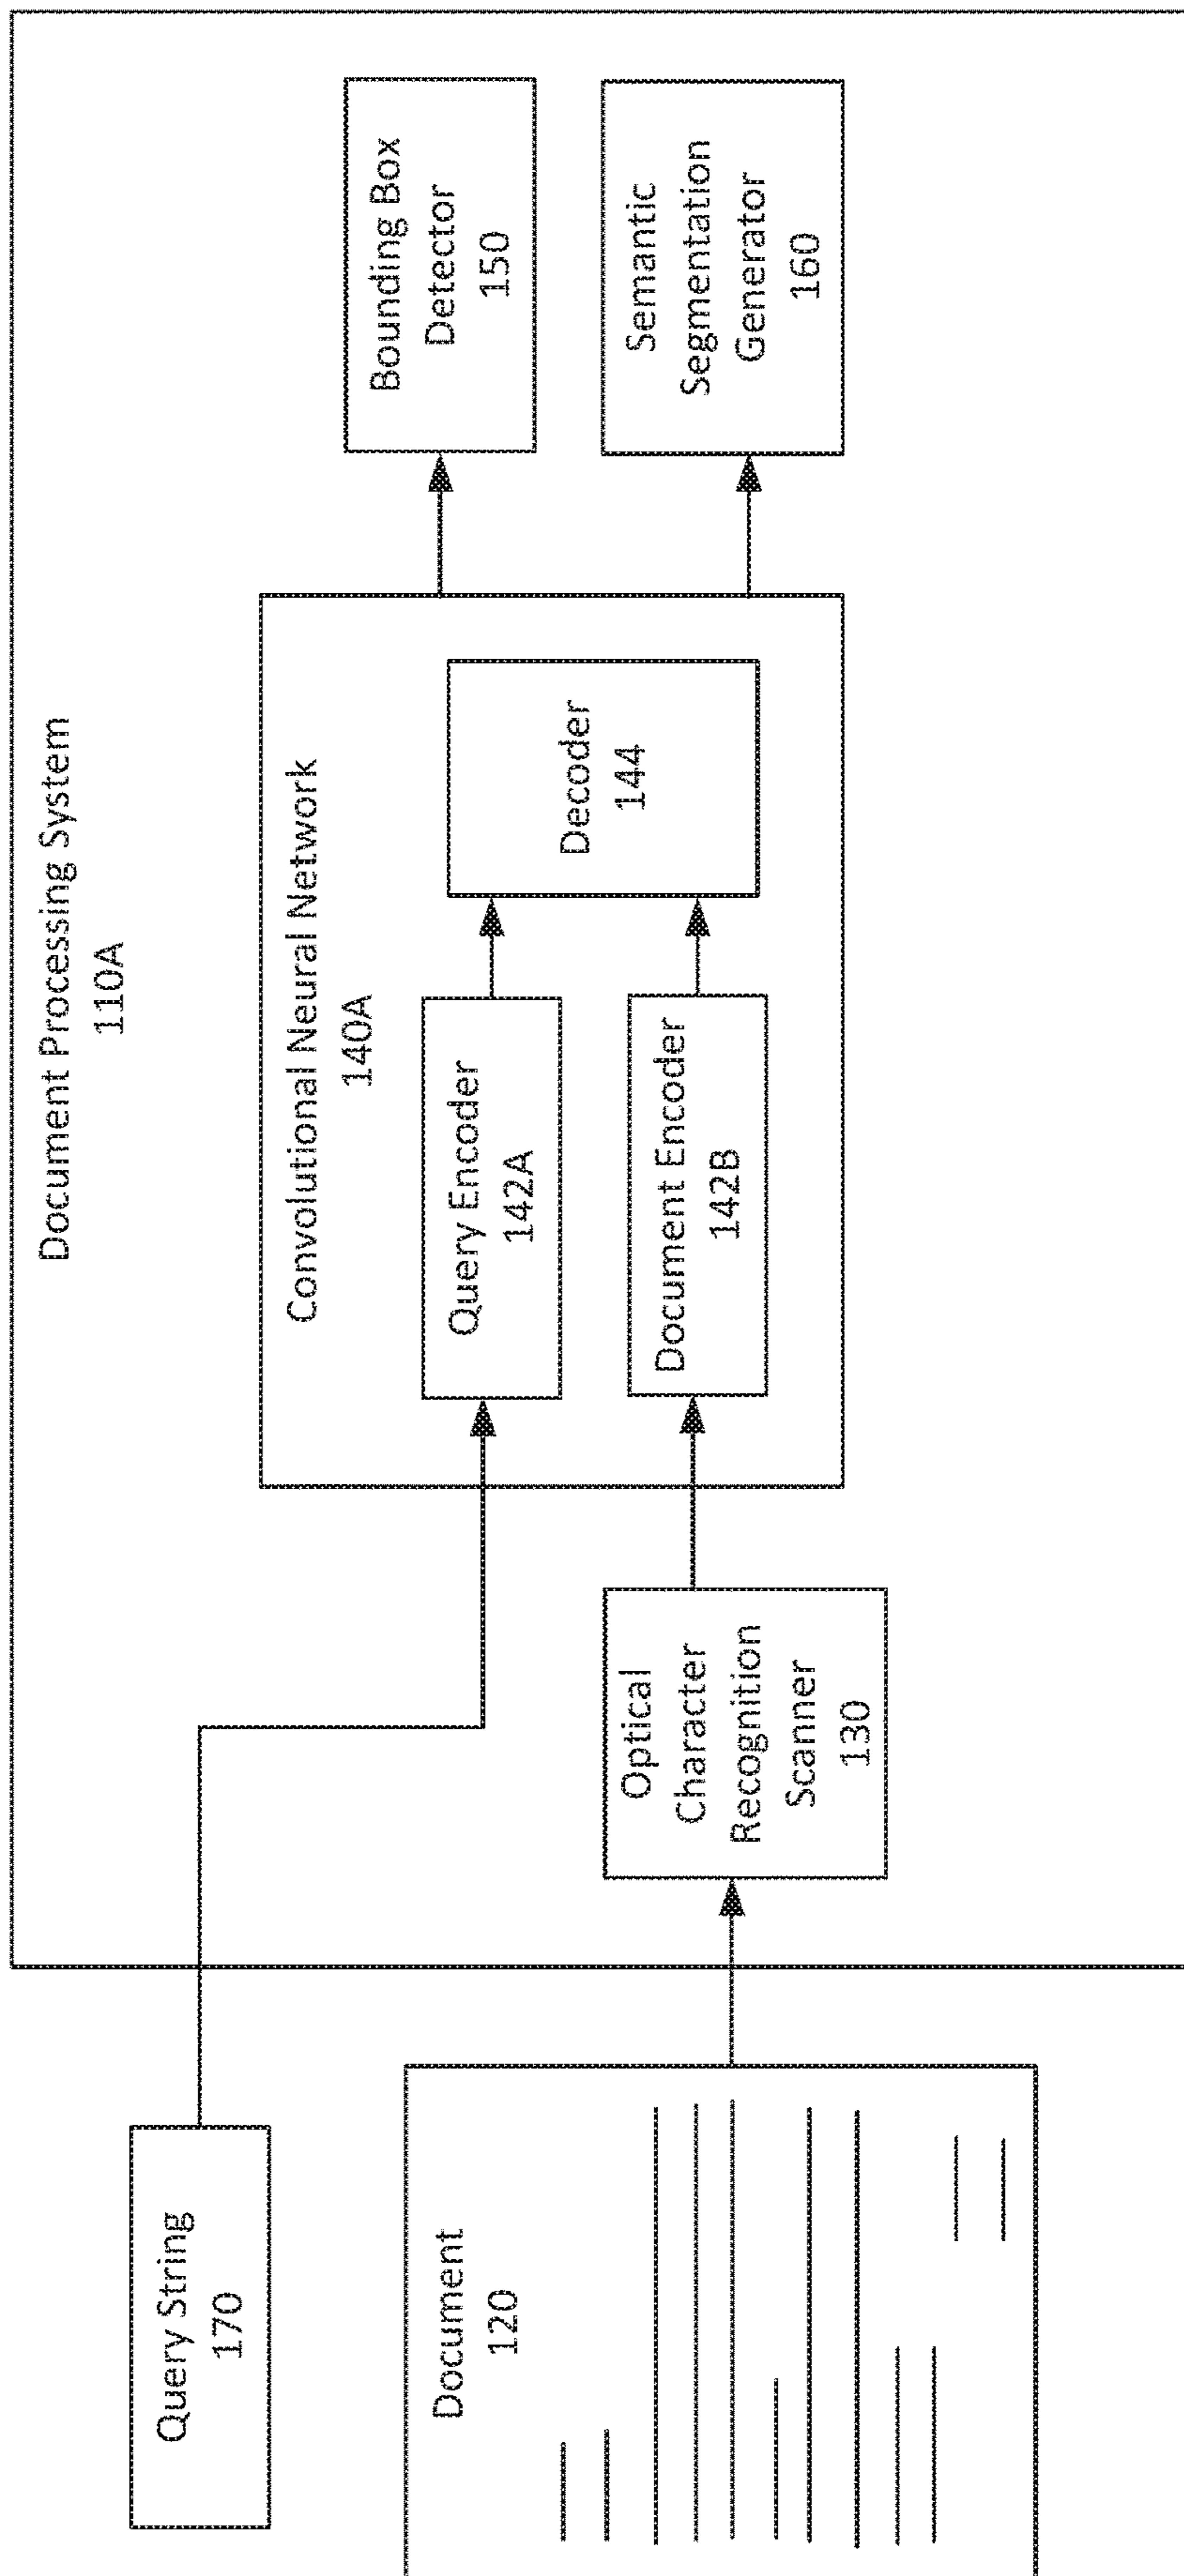 Document Processing System
110A
Query String
170
Document
120
Optical
Character
Recognition
Scanner
130
Convolutional Neural Network
140A
Query Encoder
142A
Document Encoder
142B
Decoder
144
Bounding Box
Detector
150
Semantic
Segmentation
Generator
160